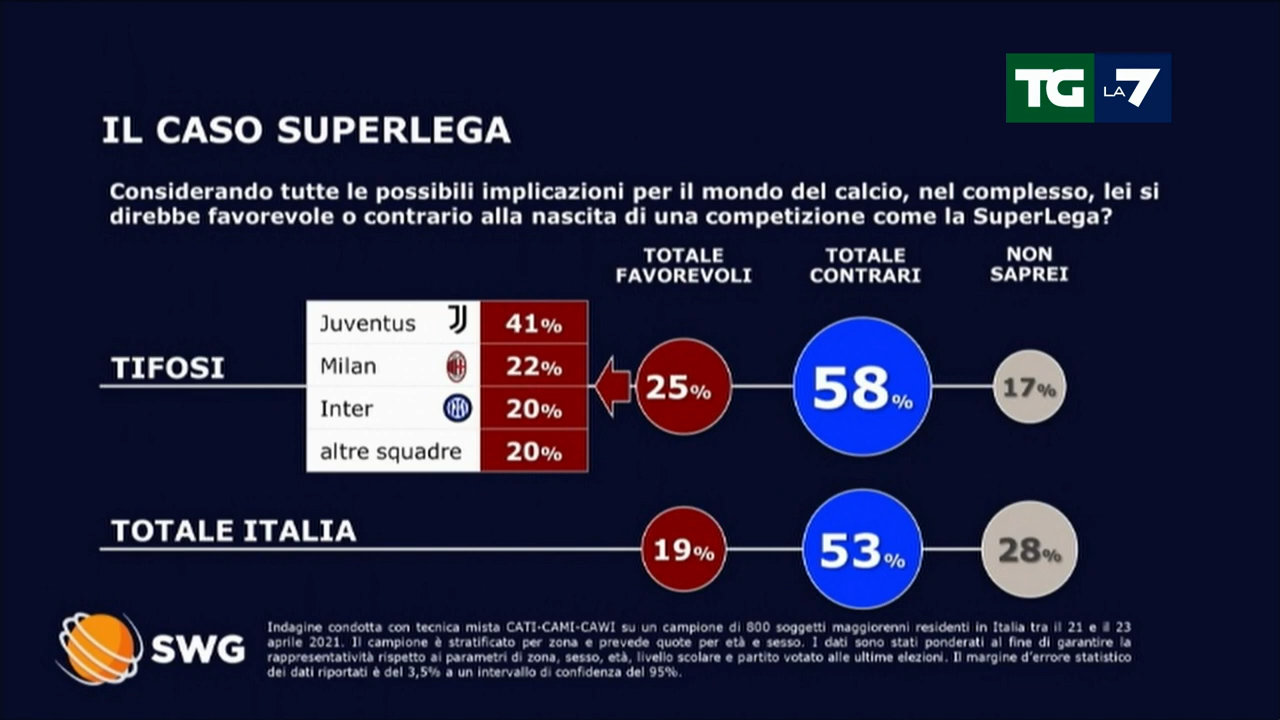 TG LA7
IL CASO SUPERLEGA
Considerando tutte le possibili implicazioni per il mondo del calcio, nel complesso, lei si
direbbe favorevole o contrario alla nascita di una competizione come la SuperLega?
TOTALE
FAVOREVOLI
TOTALE
CONTRARI
NON
SAPREI
TIFOSI
Juventus 41%
Milan 22%
Inter 20%
altre squadre 20%
25% 58% 17%
TOTALE ITALIA
19% 53% 28%
SWG
Indagine condotta con tecnica mista CATI-CAMI-CAWI su un campione di 800 soggetti maggiorenni residenti in Italia tra il 21 e il 23
aprile 2021. Il campione è stratificato per zona e prevede quote per età e sesso. I dati sono stati ponderati al fine di garantire la
rappresentatività rispetto ai parametri di zona, sesso, età, livello scolare e partito votato alle ultime elezioni. Il margine d'errore statistico
dei dati riportati è del 3,5% a un intervallo di confidenza del 95%.